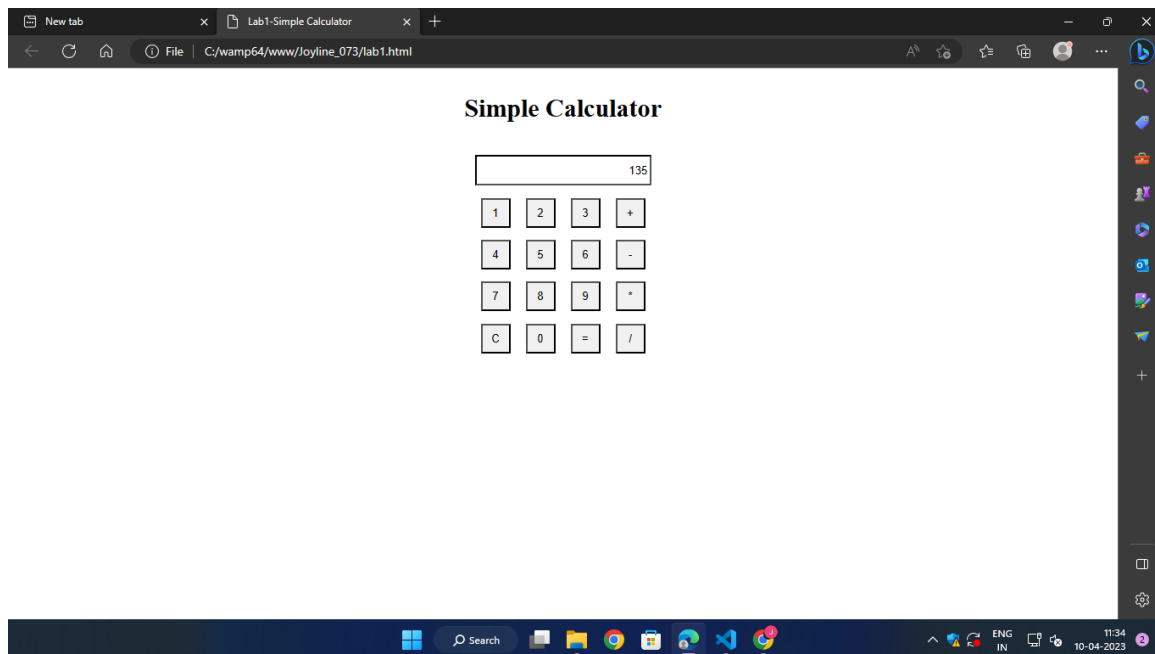 New tab
Lab1-Simple Calculator
File
C:/wamp64/www/Joyline_073/lab1.html
Simple Calculator
135
1 2 3 +
4 5 6 -
7 8 9 *
C 0 = /
Search
ENG
IN
11:34
10-04-2023
2